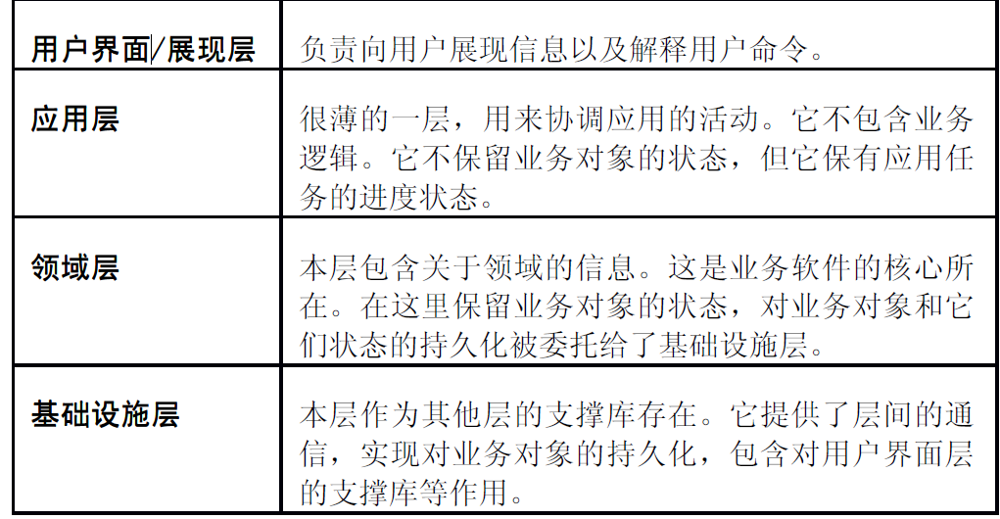 用户界面/展现层
负责向用户展现信息以及解释用户命令。
应用层
很薄的一层，用来协调应用的活动。它不包含业务
逻辑。它不保留业务对象的状态，但它保有应用任
务的进度状态。
领域层
本层包含关于领域的信息。这是业务软件的核心所
在。在这里保留业务对象的状态，对业务对象和它
们状态的持久化被委托给了基础设施层。
基础设施层
本层作为其他层的支撑库存在。它提供了层间的通
信，实现对业务对象的持久化，包含对用户界面层
的支撑库等作用。